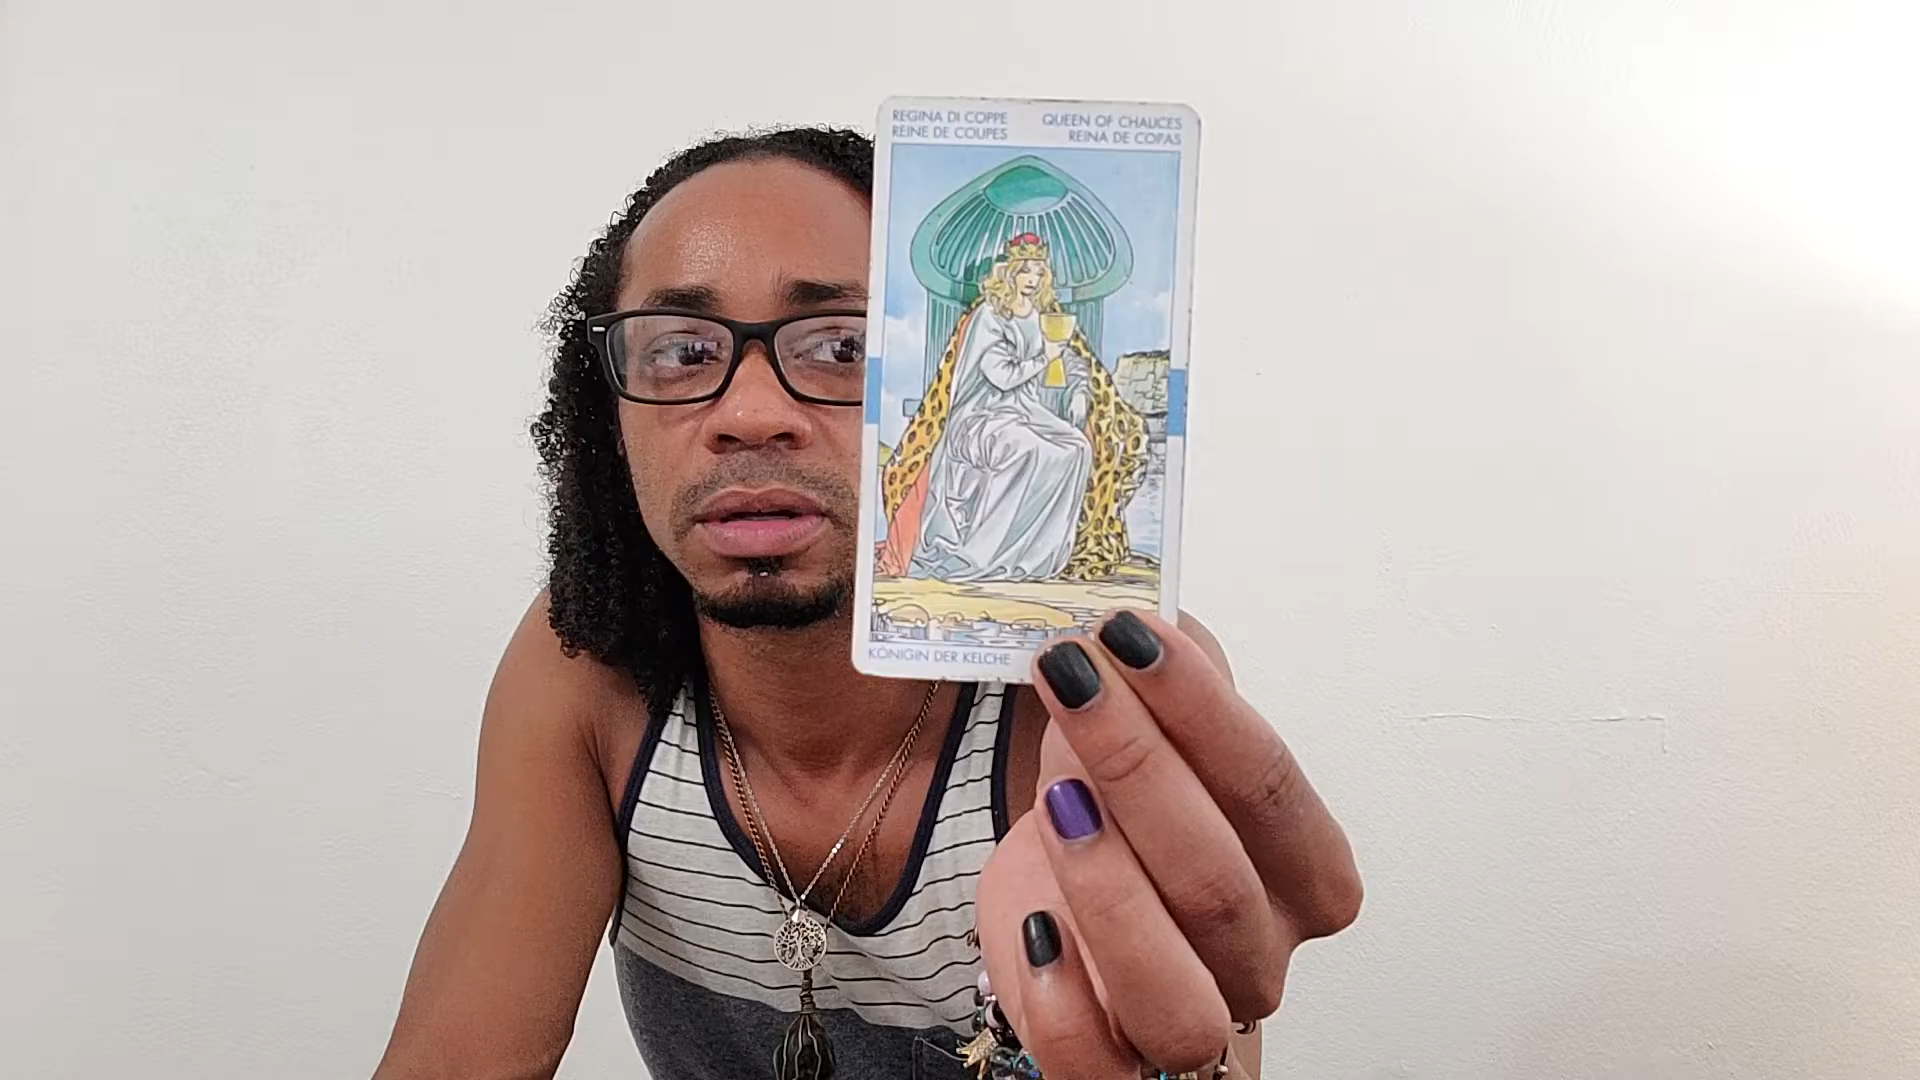 REGINA DI COPPE
REINE DE COUPES
QUEEN OF CHALICES
REINA DE COPAS
KÖNIGIN DER KELCHE